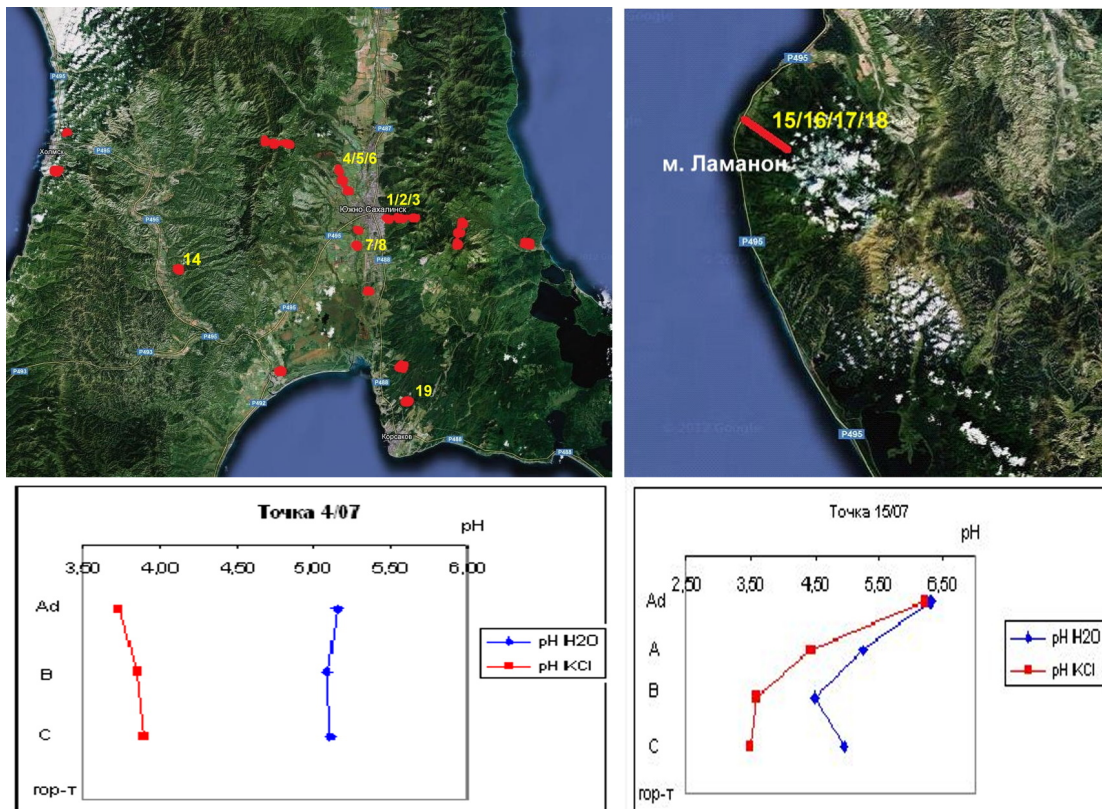 P495
P487
Холмск
P495
4/5/6
1/2/3
Южно Сахалинск
P495
P495
7/8
P488
14
P495
P495
P493
P493
P488
19
P492
Корсаков
P488
P488
P495
15/16/17/18
м. Ламанон
P495
© 2012 Google
P495
Точка 4/07
pH
3,50 4,00 4,50 5,00 5,50 6,00
Ad
B
C
гор-т
pH H2O
pH KCl
Точка 15/07
pH
2,50 3,50 4,50 5,50 6,50
Ad
A
B
C
гор-т
pH H2O
pH KCl